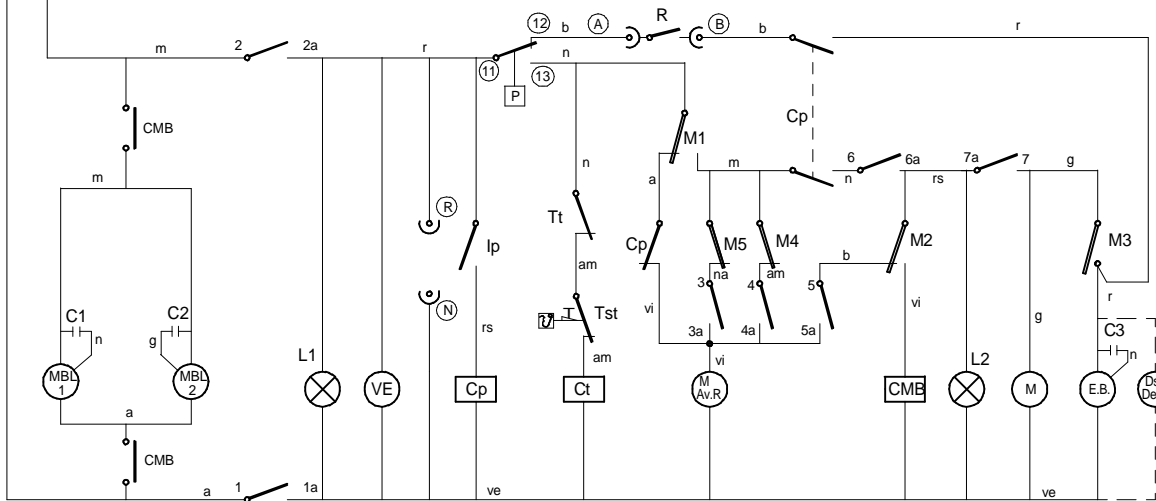 12
b
A
R
B
b
r
m
2
2a
r
11
n
13
P
CMB
Cp
M1
n
a
m
6
n
6a
rs
7a
7
g
m
R
Ip
Tt
Cp
M5
M4
M2
M3
b
na
am
am
3
4
5
vi
vi
r
N
C1
n
C2
g
rs
T
Tst
3a
4a
5a
g
C3
n
L1
am
vi
L2
MBL
1
MBL
2
VE
Cp
Ct
M
Av.R
CMB
M
E.B.
Ds
De
a
CMB
a
1
1a
ve
ve